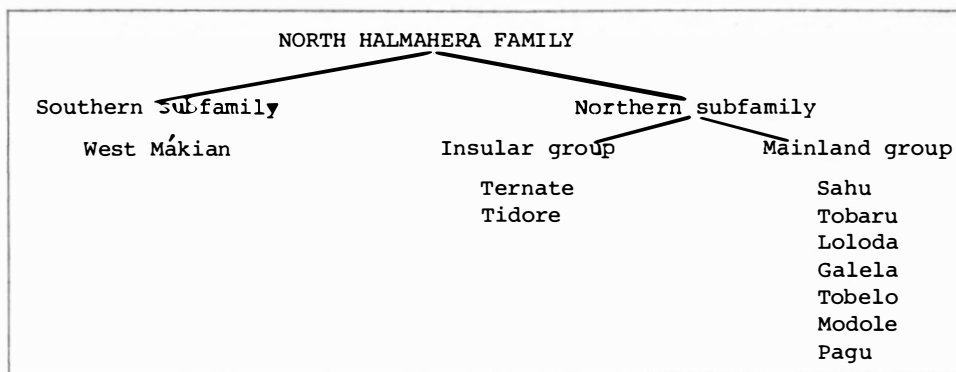 NORTH HALMAHERA FAMILY
Southern subfamily Northern subfamily
West Mákian Insular group Mainland group
Ternate Sahu
Tidore Tobaru
Loloda
Galela
Tobelo
Modole
Pagu